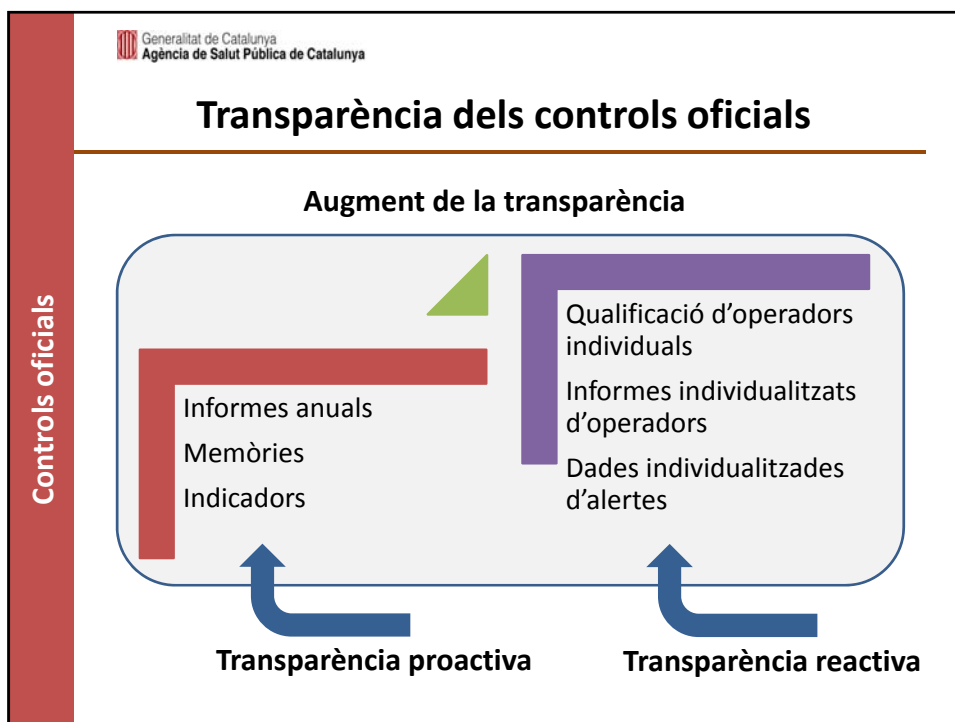 Generalitat de Catalunya
Agència de Salut Pública de Catalunya
Transparència dels controls oficials
Controls oficials
Augment de la transparència
Informes anuals
Memòries
Indicadors
Qualificació d’operadors
individuals
Informes individualitzats
d’operadors
Dades individualitzades
d’alertes
Transparència proactiva
Transparència reactiva